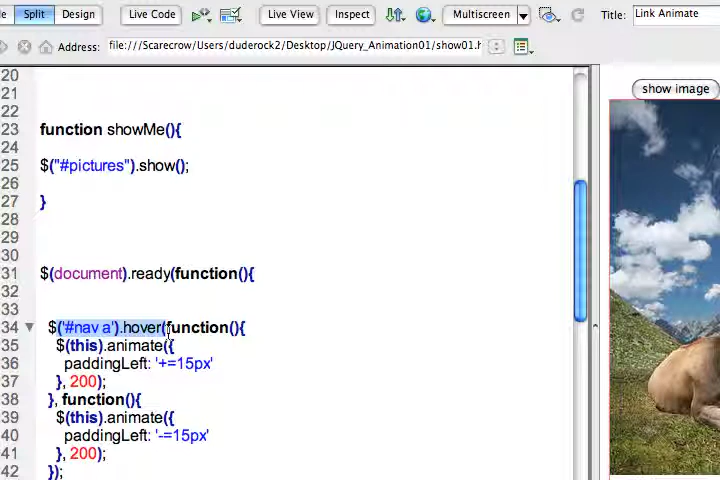 Split Design Live Code Live View Inspect Multiscreen Title: Link Animate
Address: file:///Scarecrow/Users/duderock2/Desktop/JQuery_Animation01/show01.h
20
21
22
23 function showMe(){
24
25 $("#pictures").show();
26
27 }
28
29
30
31 $(document).ready(function(){
32
33
34 $('#nav a').hover(function(){
35 $(this).animate({
36 paddingLeft: '+=15px'
37 }, 200);
38 }, function(){
39 $(this).animate({
40 paddingLeft: '-=15px'
41 }, 200);
42 });
show image